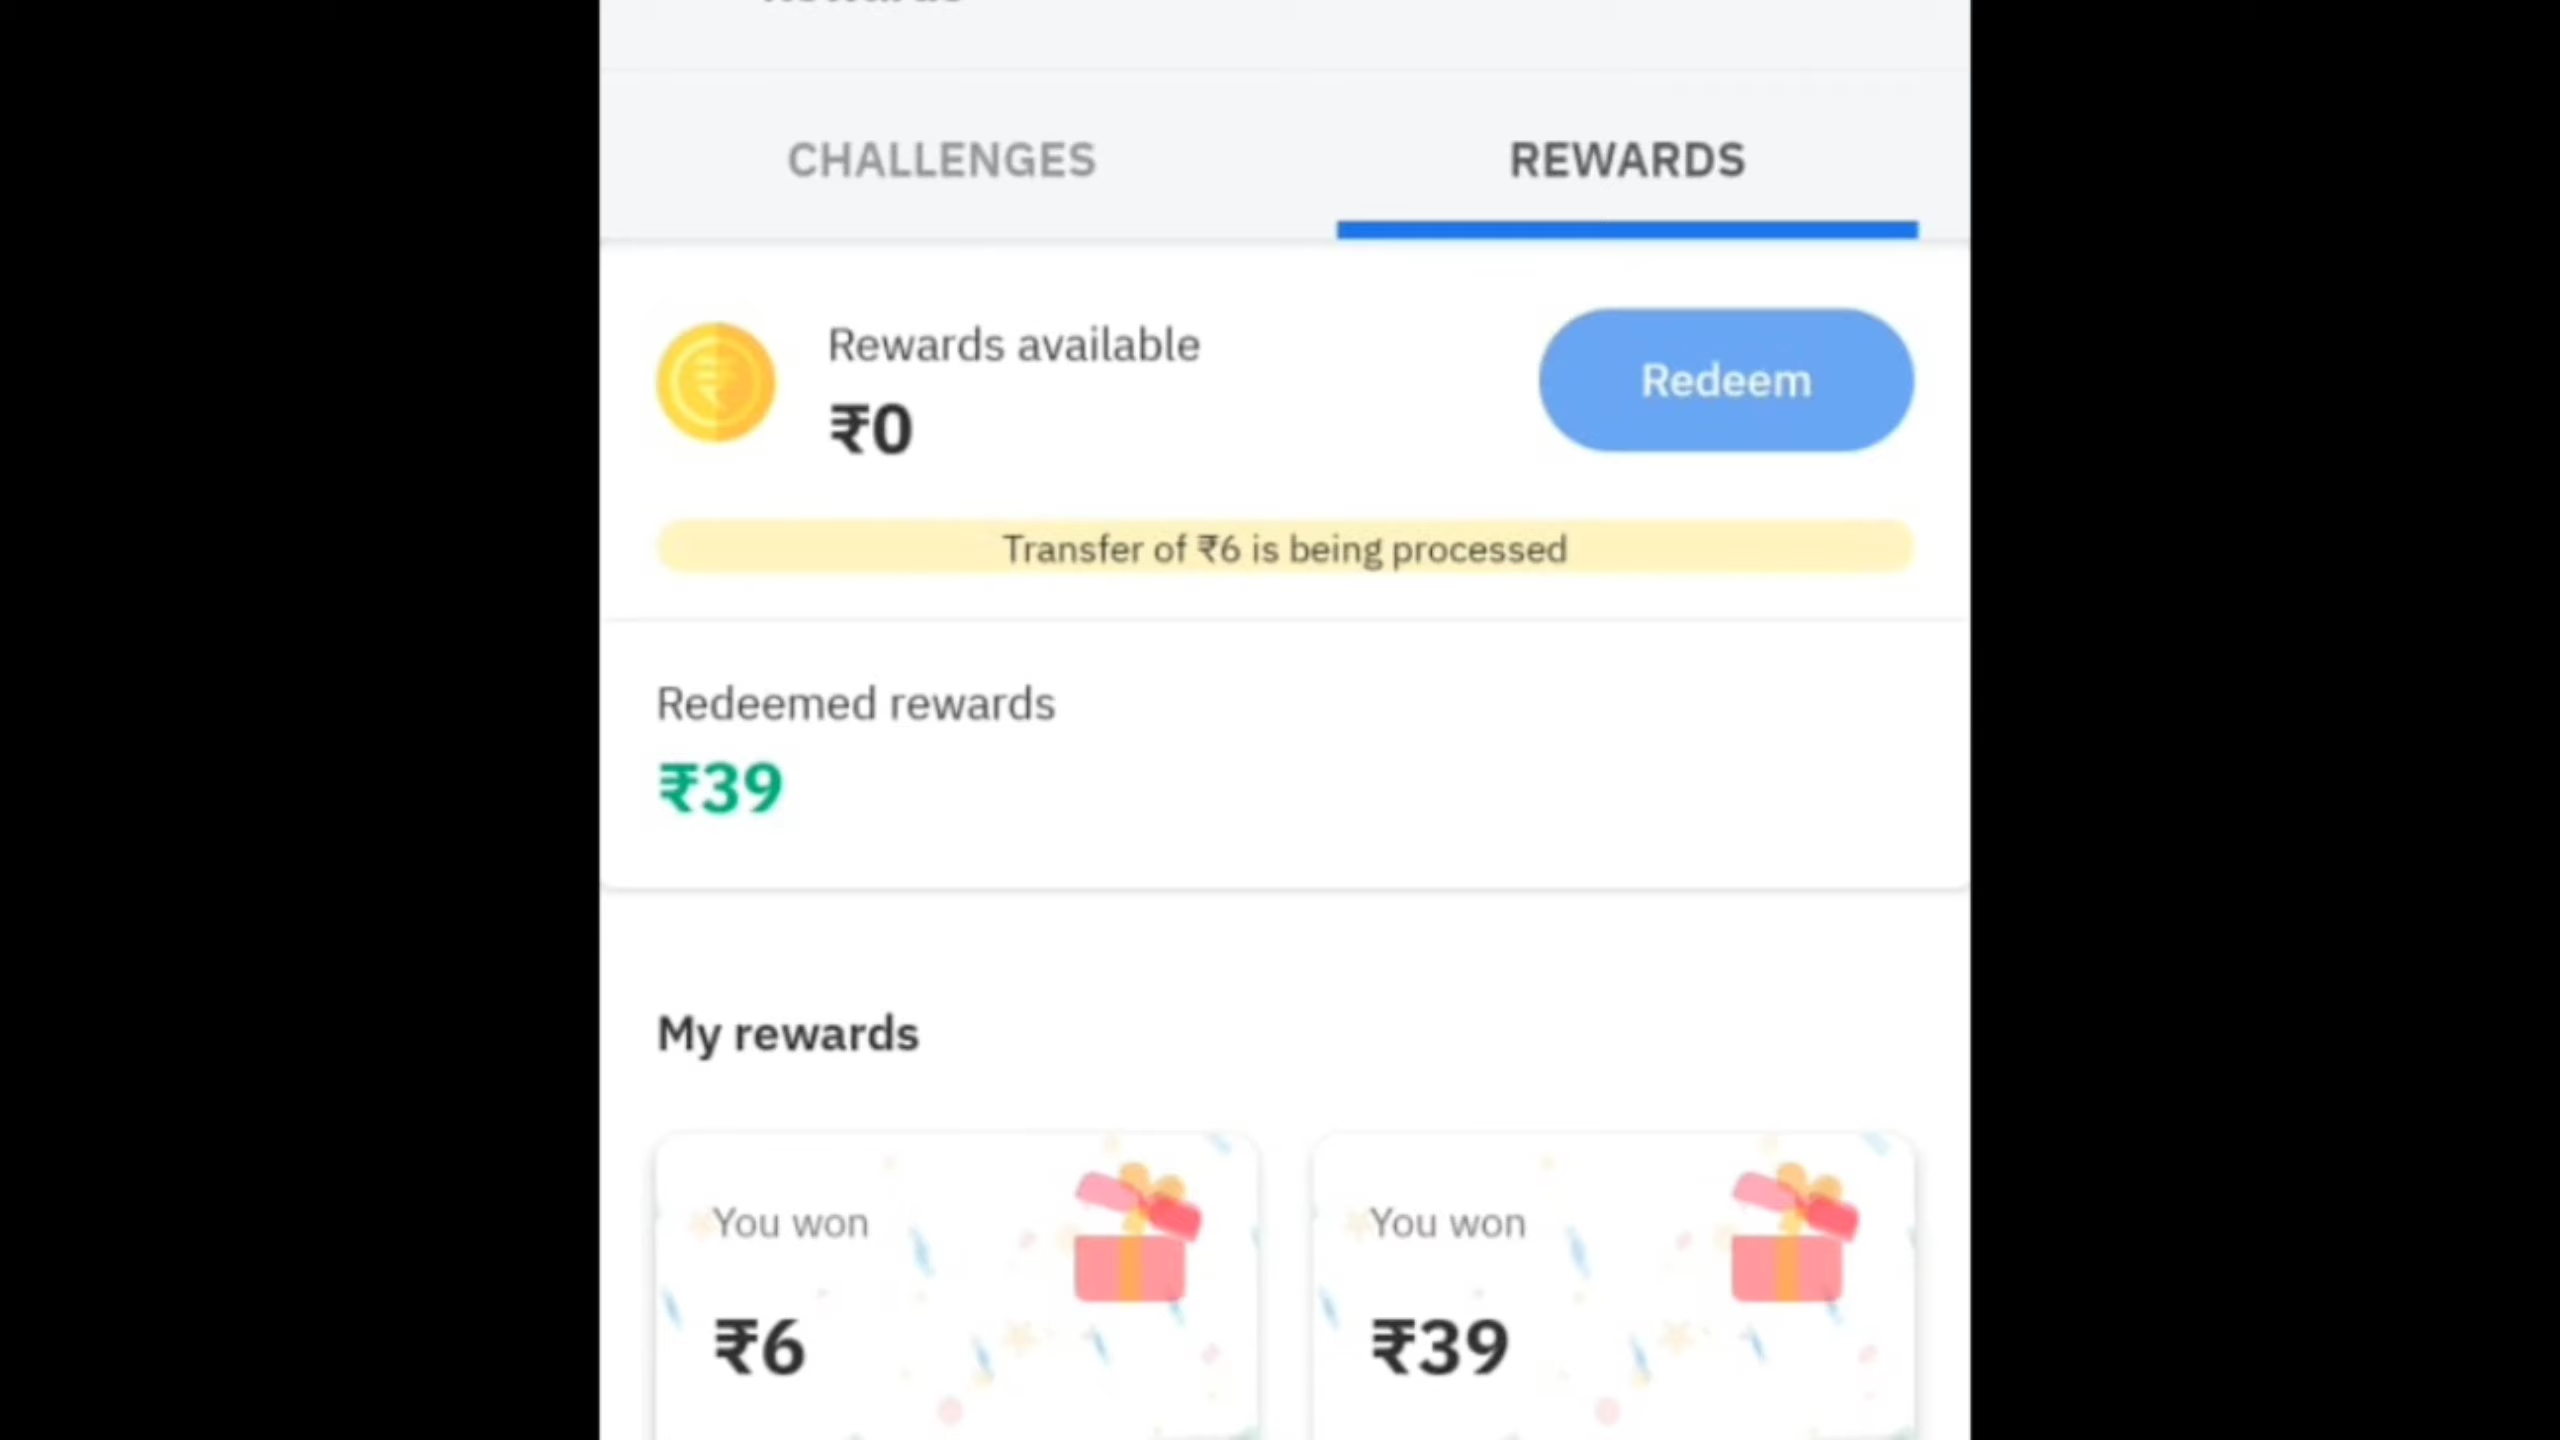 CHALLENGES
REWARDS
Rewards available
₹0
Redeem
Transfer of ₹6 is being processed
Redeemed rewards
₹39
My rewards
You won
₹6
You won
₹39